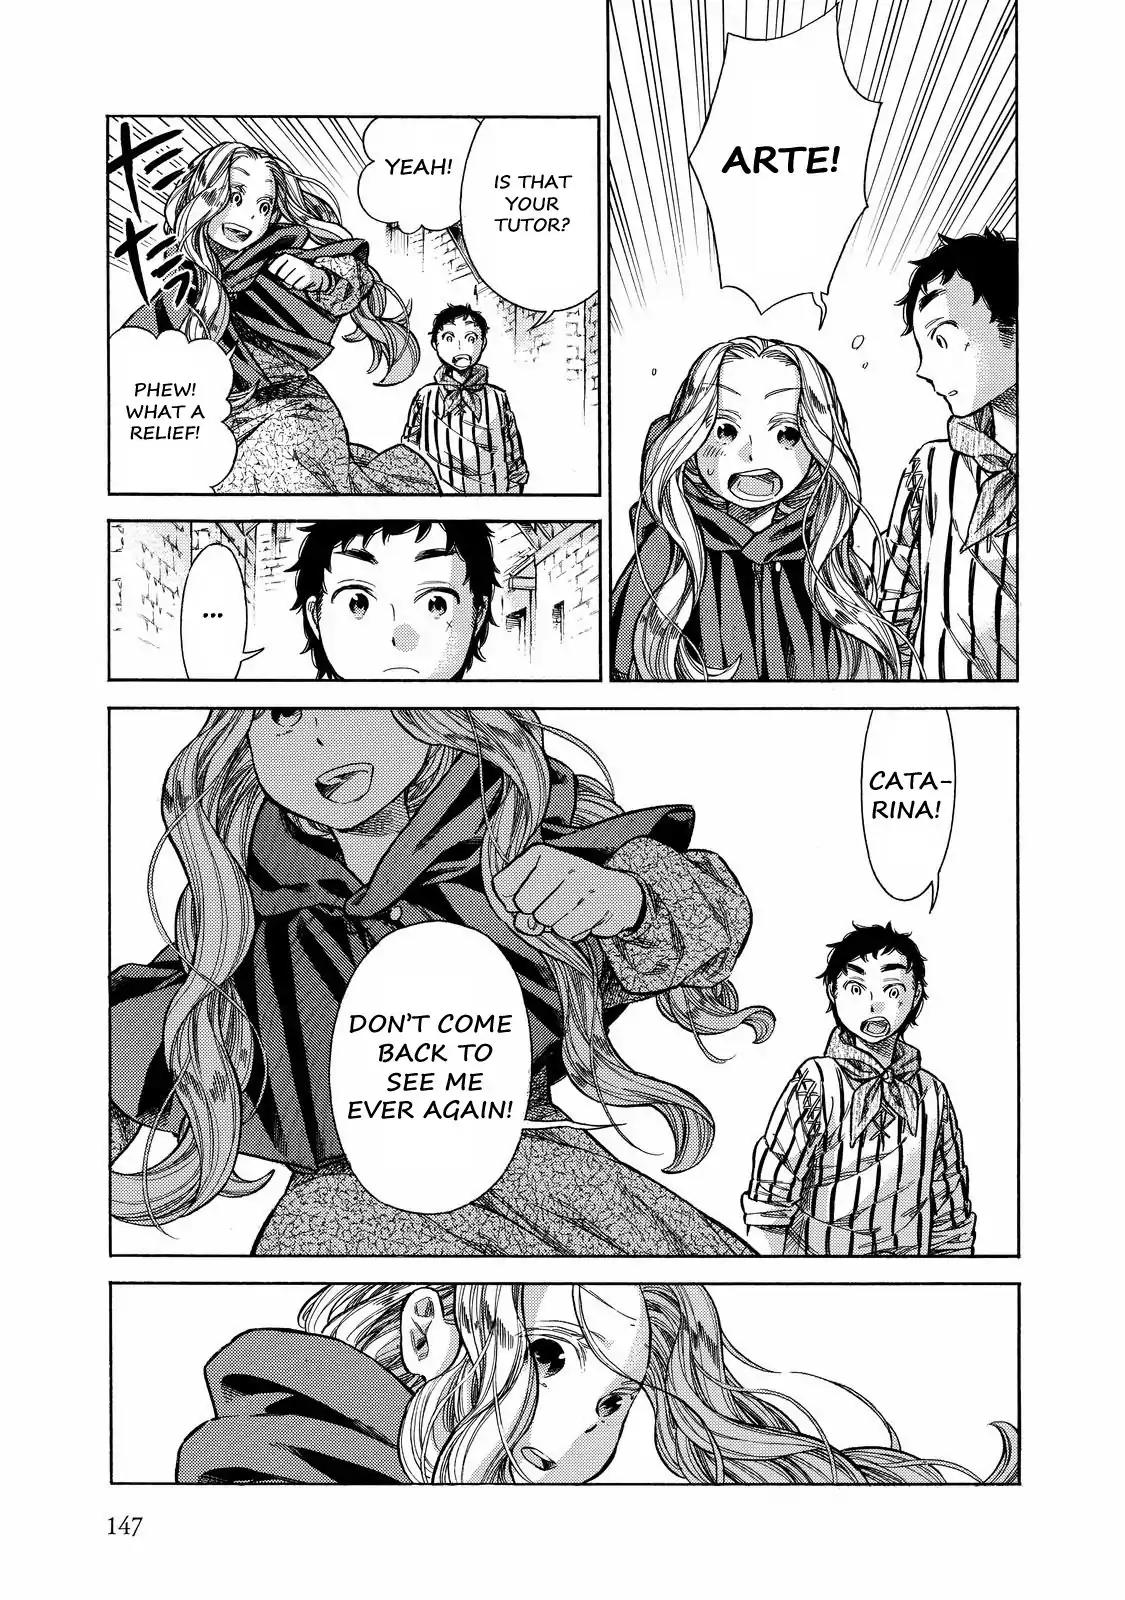 ARTE!
IS THAT
YOUR
TUTOR?
YEAH!
PHEW!
WHAT A
RELIEF!
...
CATA-
RINA!
DON'T COME
BACK TO
SEE ME
EVER AGAIN!
147